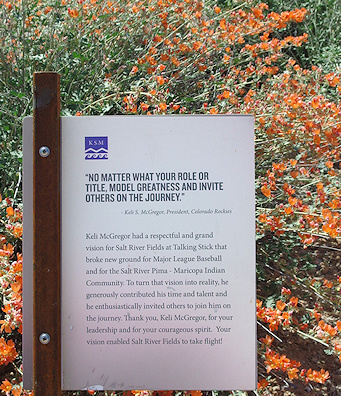 KSM
"NO MATTER WHAT YOUR ROLE OR
TITLE, MODEL GREATNESS AND INVITE
OTHERS ON THE JOURNEY."
- Keli S. McGregor, President, Colorado Rockies
Keli McGregor had a respectful and grand
vision for Salt River Fields at Talking Stick that
broke new ground for Major League Baseball
and for the Salt River Pima - Maricopa Indian
Community. To turn that vision into reality, he
generously contributed his time and talent and
he enthusiastically invited others to join him on
the journey. Thank you, Keli McGregor, for your
leadership and for your courageous spirit. Your
vision enabled Salt River Fields to take flight!